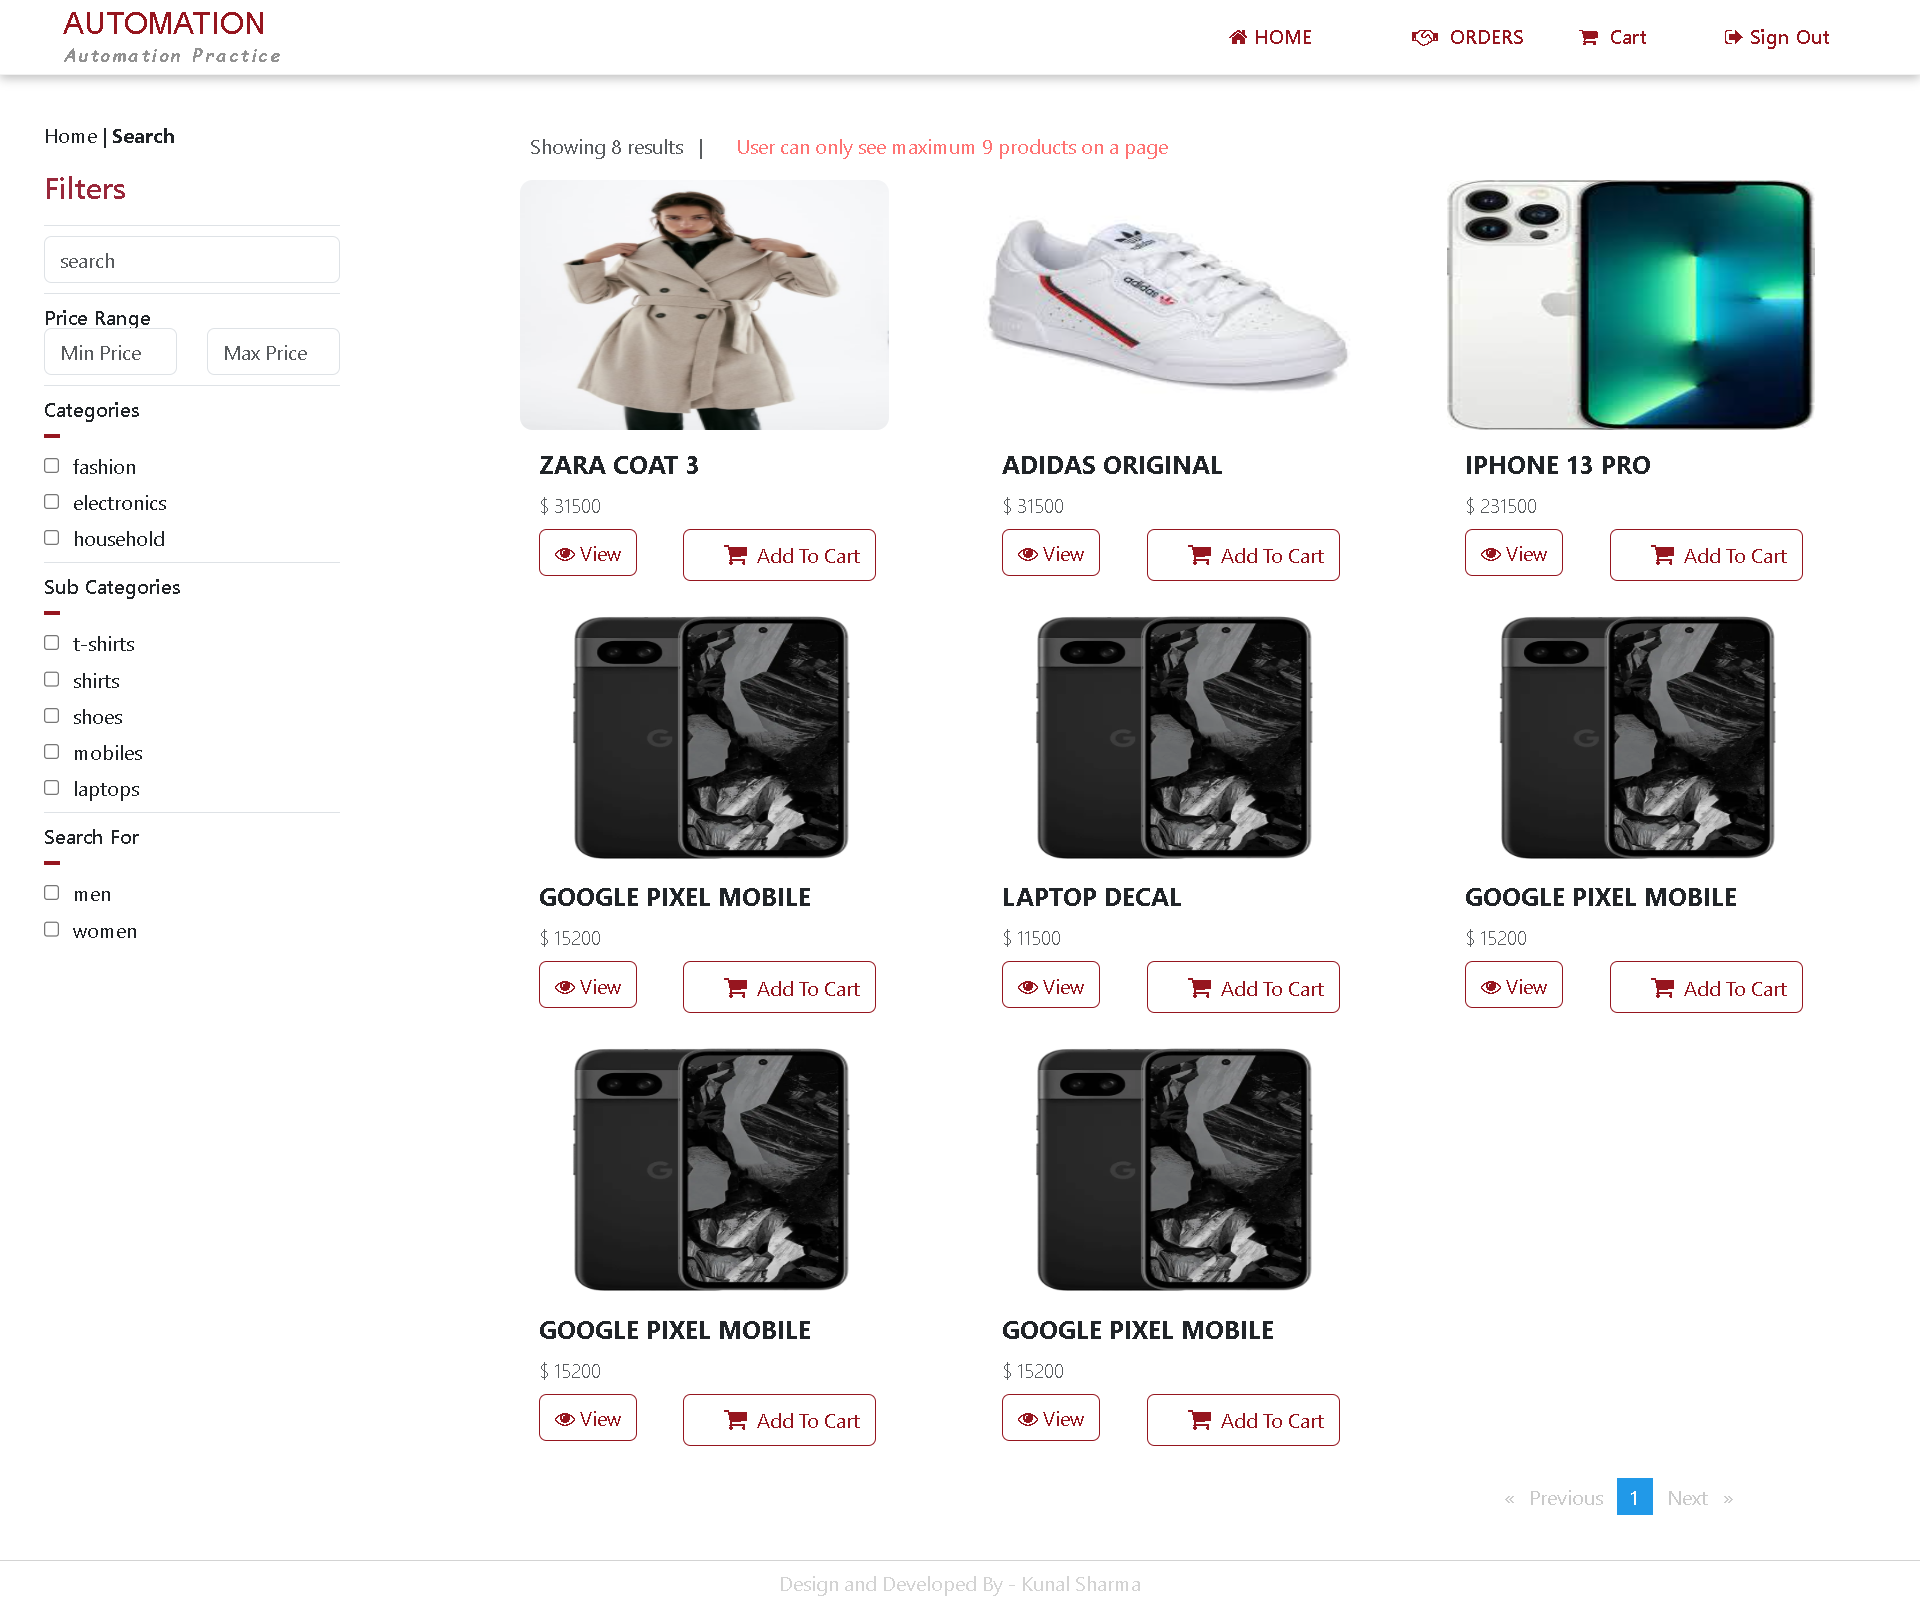 AUTOMATION
Automation Practice
HOME
ORDERS
Cart
Sign Out
Home | Search
Filters
search
Price Range
Min Price
Max Price
Categories
fashion
electronics
household
Sub Categories
t-shirts
shirts
shoes
mobiles
laptops
Search For
men
women
Showing 8 results |
User can only see maximum 9 products on a page
adidas
adidas
ZARA COAT 3
$ 31500
View
Add To Cart
ADIDAS ORIGINAL
$ 31500
View
Add To Cart
IPHONE 13 PRO
$ 231500
View
Add To Cart
G
G
G
GOOGLE PIXEL MOBILE
$ 15200
View
Add To Cart
LAPTOP DECAL
$ 11500
View
Add To Cart
GOOGLE PIXEL MOBILE
$ 15200
View
Add To Cart
G
G
GOOGLE PIXEL MOBILE
$ 15200
View
Add To Cart
GOOGLE PIXEL MOBILE
$ 15200
View
Add To Cart
« Previous 1 Next »
Design and Developed By - Kunal Sharma